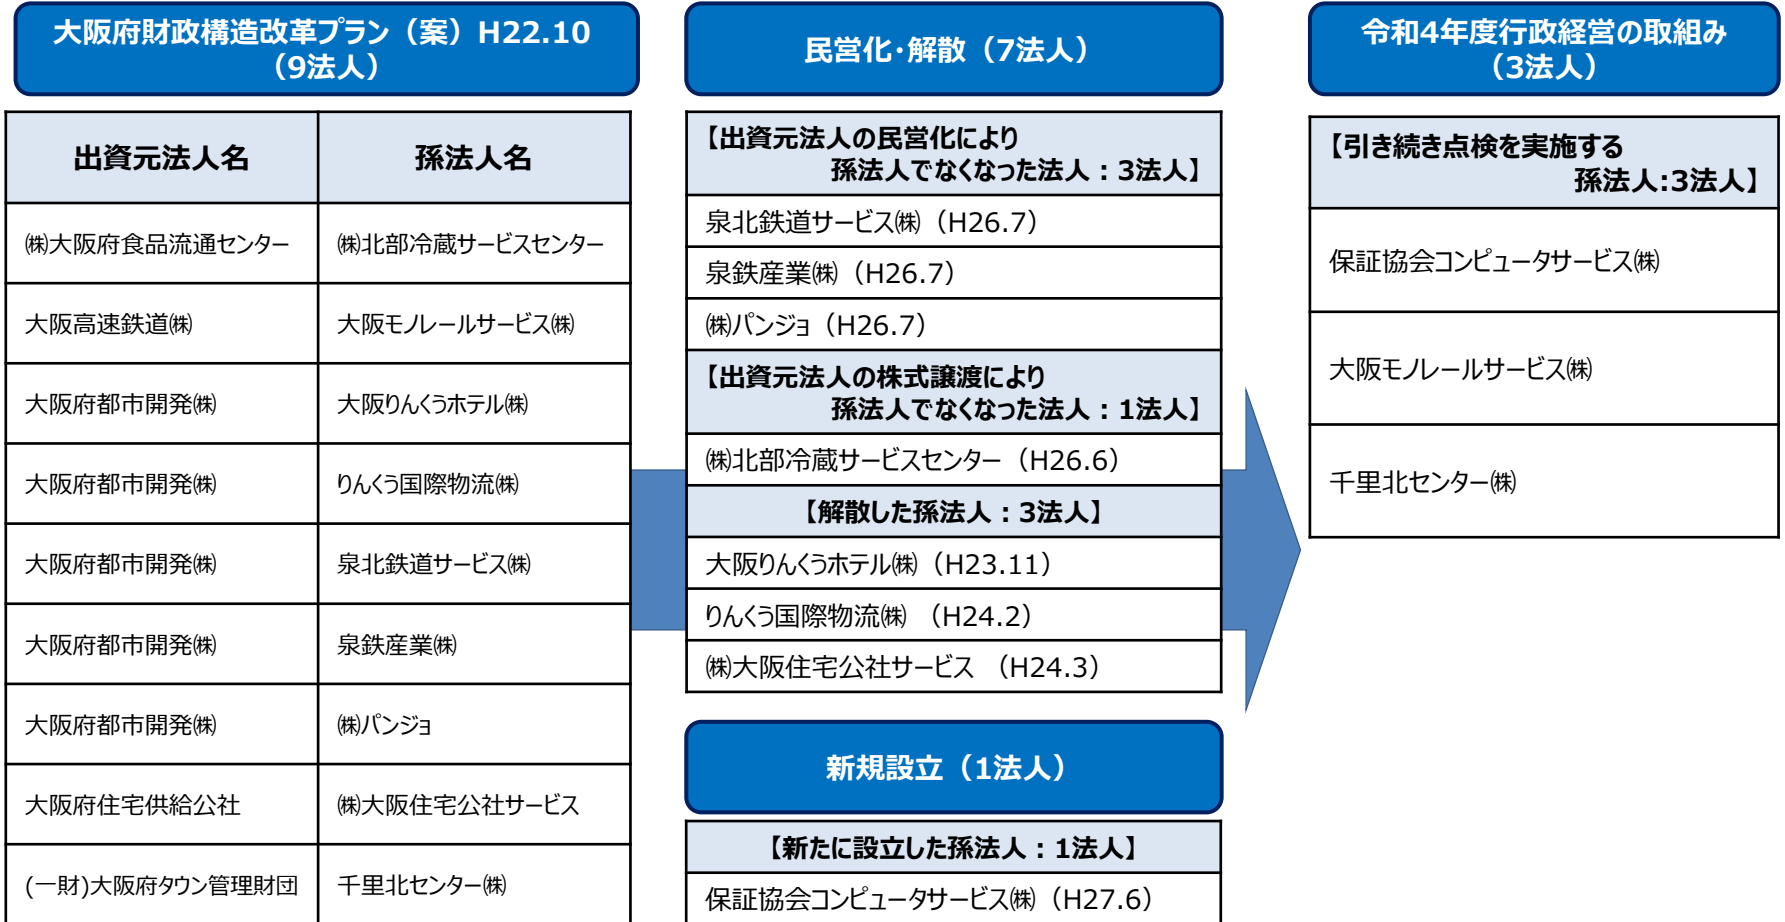 大阪府財政構造改革プラン（案）H22.10
（9法人）
出資元法人名 孫法人名
㈱大阪府食品流通センター ㈱北部冷蔵サービスセンター
大阪高速鉄道㈱ 大阪モノレールサービス㈱
大阪府都市開発㈱ 大阪りんくうホテル㈱
大阪府都市開発㈱ りんくう国際物流㈱
大阪府都市開発㈱ 泉北鉄道サービス㈱
大阪府都市開発㈱ 泉鉄産業㈱
大阪府都市開発㈱ ㈱パンジョ
大阪府住宅供給公社 ㈱大阪住宅公社サービス
(一財)大阪府タウン管理財団 千里北センター㈱
民営化・解散（7法人）
【出資元法人の民営化により
孫法人でなくなった法人：3法人】
泉北鉄道サービス㈱（H26.7）
泉鉄産業㈱（H26.7）
㈱パンジョ（H26.7）
【出資元法人の株式譲渡により
孫法人でなくなった法人：1法人】
㈱北部冷蔵サービスセンター（H26.6）
【解散した孫法人：3法人】
大阪りんくうホテル㈱（H23.11）
りんくう国際物流㈱ （H24.2）
㈱大阪住宅公社サービス （H24.3）
新規設立（1法人）
【新たに設立した孫法人：1法人】
保証協会コンピュータサービス㈱（H27.6）
令和4年度行政経営の取組み
（3法人）
【引き続き点検を実施する
孫法人:3法人】
保証協会コンピュータサービス㈱
大阪モノレールサービス㈱
千里北センター㈱